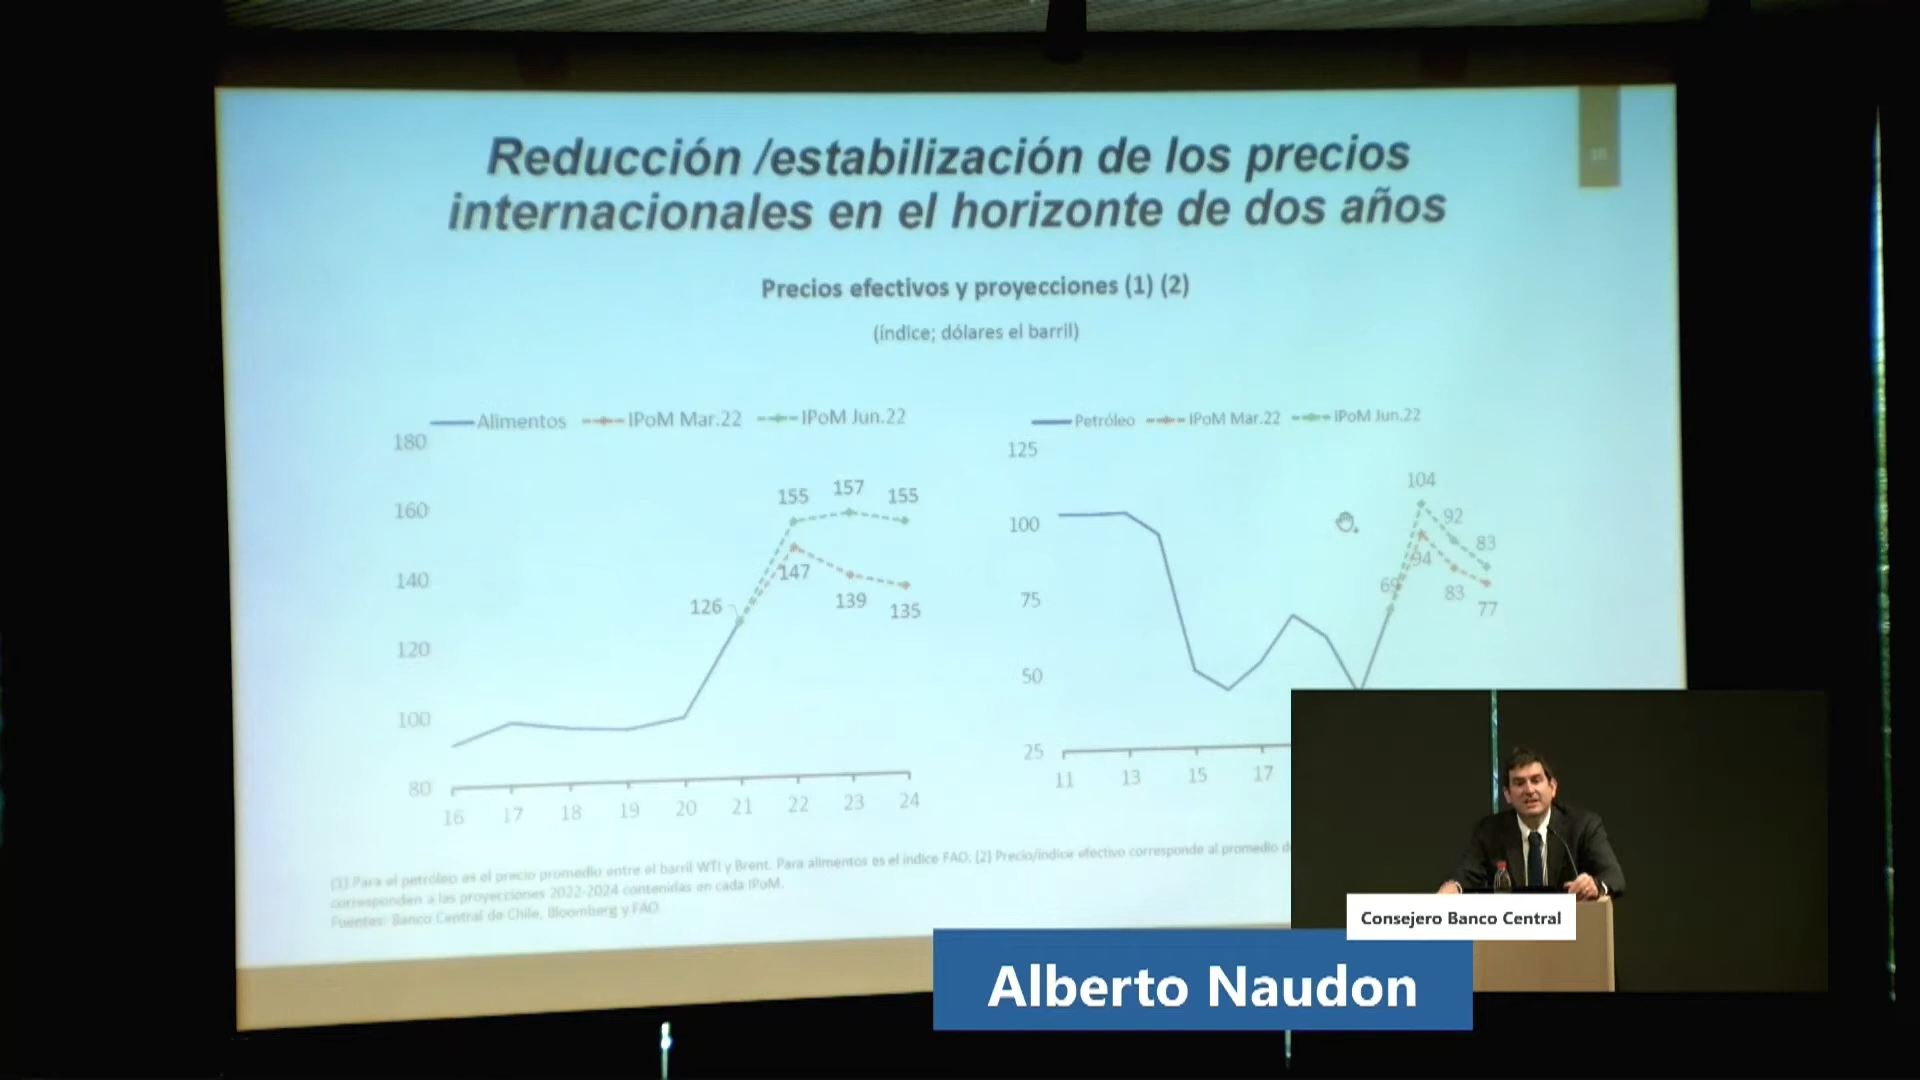 Reducción /estabilización de los precios
internacionales en el horizonte de dos años
Precios efectivos y proyecciones (1) (2)
(índice; dólares el barril)
Alimentos IPoM Mar.22 IPoM Jun.22
180
160
140
120
100
80
155 157 155
147
139
135
126
16 17 18 19 20 21 22 23 24
Petróleo IPoM Mar.22 IPoM Jun.22
125
100
75
50
25
104
92
83
94
69
83
77
11 13 15 17
(1) Para el petróleo es el precio promedio entre el barril WTI y Brent. Para alimentos es el índice FAO. (2) Precio/índice efectivo corresponde al promedio
corresponden a las proyecciones 2022-2024 contenidas en cada IPoM.
Fuentes: Banco Central de Chile, Bloomberg y FAO.
Consejero Banco Central
Alberto Naudon